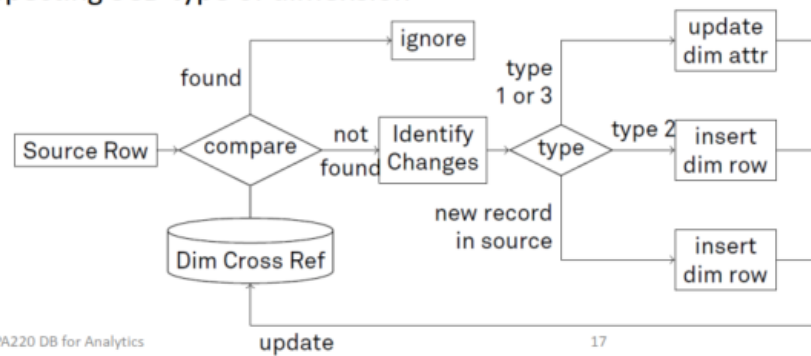 ignore
update
dim attr
found
type
1 or 3
Source Row
compare
not
found
Identify
Changes
type
type 2
insert
dim row
new record
in source
Dim Cross Ref
insert
dim row
A220 DB for Analytics
update
17